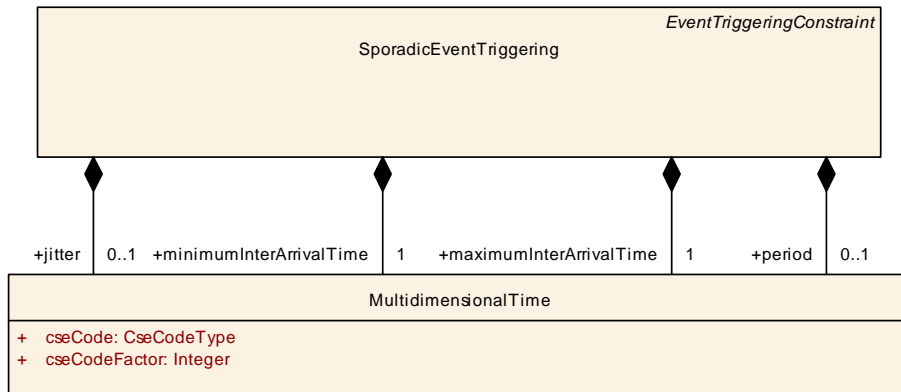 EventTriggeringConstraint
SporadicEventTriggering
+jitter 0..1 +minimumInterArrivalTime 1 +maximumInterArrivalTime 1 +period 0..1
MultidimensionalTime
+ cseCode: CseCodeType
+ cseCodeFactor: Integer